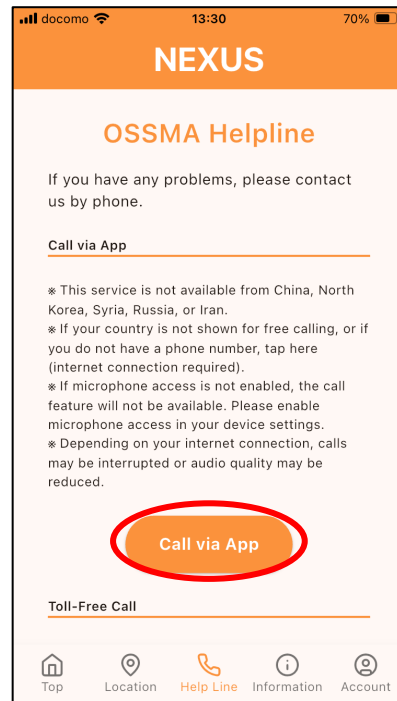 docomo 13:30 70%
NEXUS
OSSMA Helpline
If you have any problems, please contact
us by phone.
Call via App
※ This service is not available from China, North
Korea, Syria, Russia, or Iran.
※ If your country is not shown for free calling, or if
you do not have a phone number, tap here
(internet connection required).
※ If microphone access is not enabled, the call
feature will not be available. Please enable
microphone access in your device settings.
※ Depending on your internet connection, calls
may be interrupted or audio quality may be
reduced.
Call via App
Toll-Free Call
Top Location Help Line Information Account